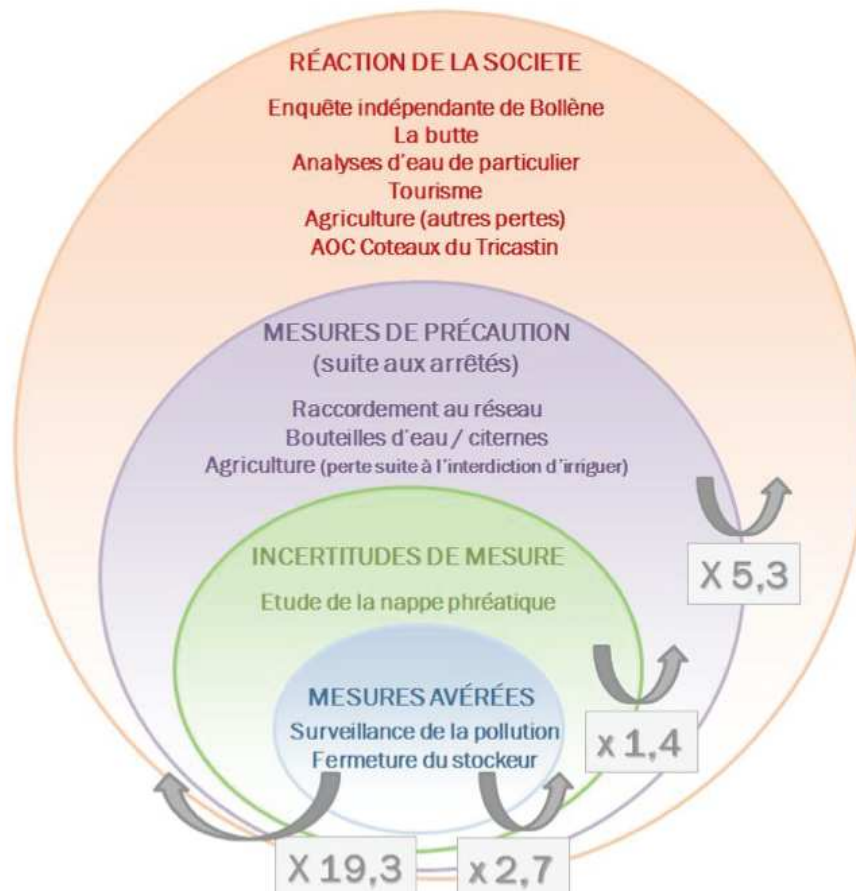 RÉACTION DE LA SOCIETE
Enquête indépendante de Bollène
La butte
Analyses d'eau de particulier
Tourisme
Agriculture (autres pertes)
AOC Coteaux du Tricastin
MESURES DE PRÉCAUTION
(suite aux arrêtés)
Raccordement au réseau
Bouteilles d'eau / citernes
Agriculture (perte suite à l'interdiction d'irriguer)
X 5,3
INCERTITUDES DE MESURE
Etude de la nappe phréatique
MESURES AVÉRÉES
Surveillance de la pollution
Fermeture du stockeur
x 1,4
X 19,3
x 2,7